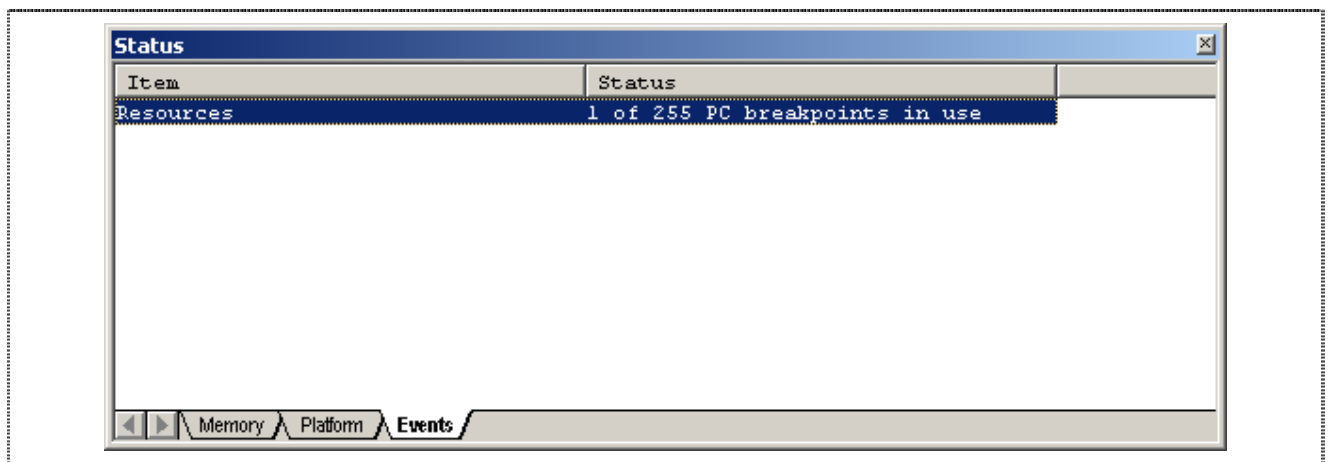 Status
Item Status
Resources 1 of 255 PC breakpoints in use
Memory Platform Events